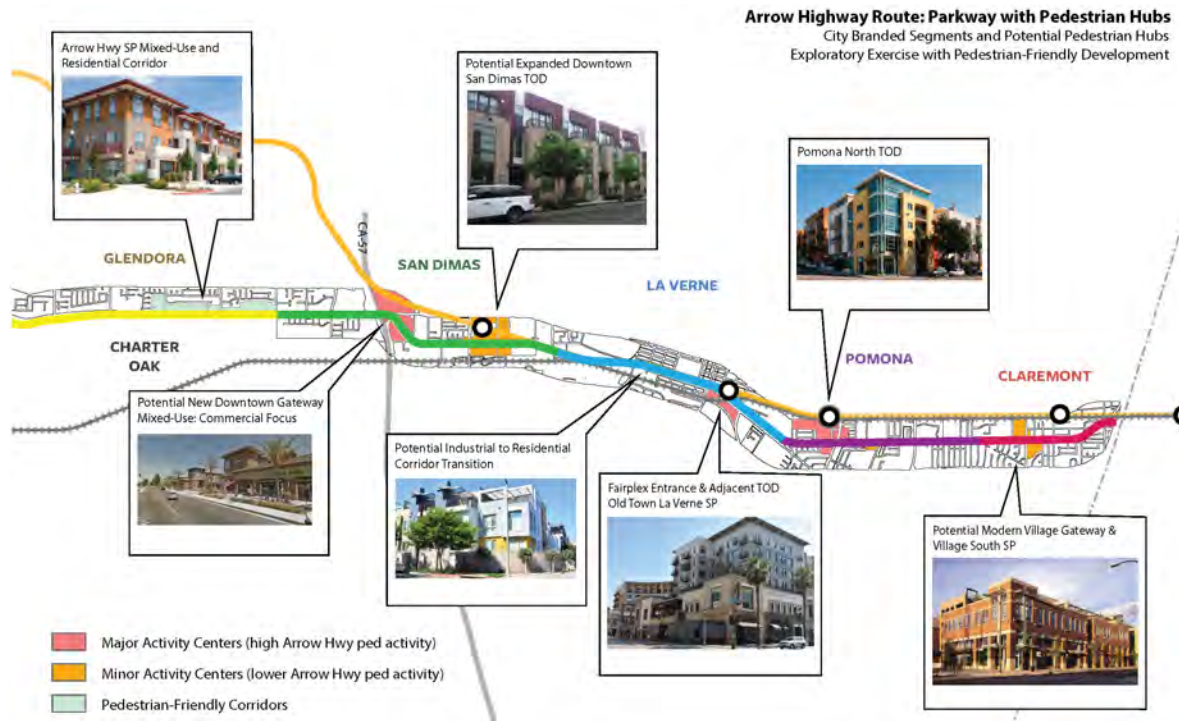 Arrow Highway Route: Parkway with Pedestrian Hubs
City Branded Segments and Potential Pedestrian Hubs
Exploratory Exercise with Pedestrian-Friendly Development
Arrow Hwy SP Mixed-Use and
Residential Corridor
Potential Expanded Downtown
San Dimas TOD
Pomona North TOD
CA-57
GLENDORA
SAN DIMAS
LA VERNE
CHARTER
OAK
POMONA
CLAREMONT
Potential New Downtown Gateway
Mixed-Use: Commercial Focus
Potential Industrial to Residential
Corridor Transition
Fairplex Entrance & Adjacent TOD
Old Town La Verne SP
Potential Modern Village Gateway &
Village South SP
Major Activity Centers (high Arrow Hwy ped activity)
Minor Activity Centers (lower Arrow Hwy ped activity)
Pedestrian-Friendly Corridors